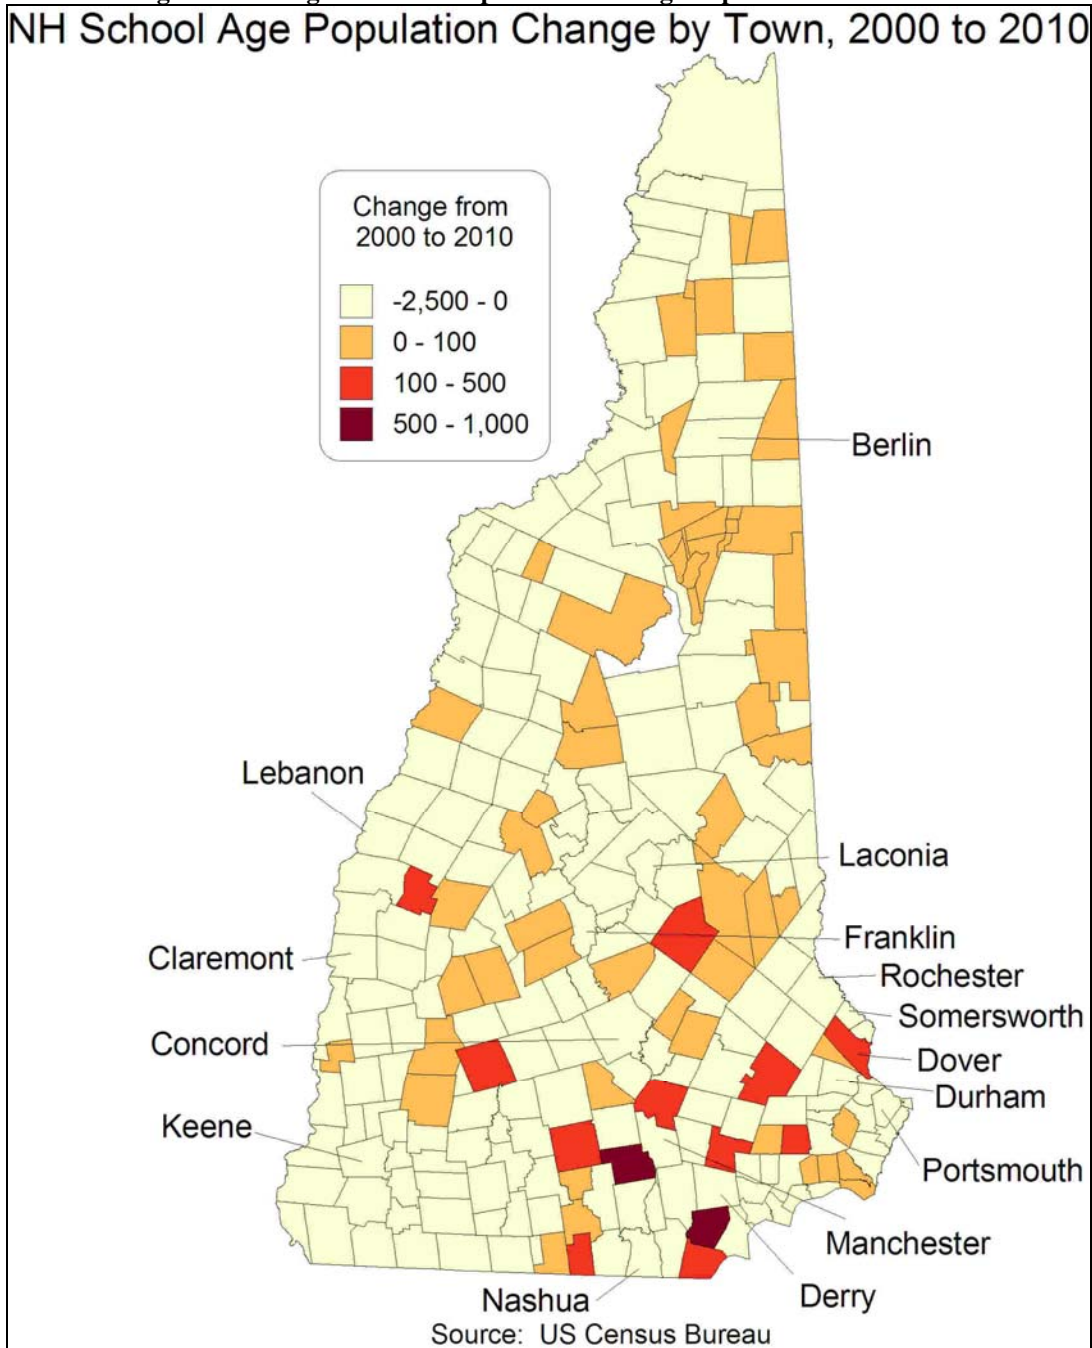 NH School Age Population Change by Town, 2000 to 2010
Change from
2000 to 2010
-2,500 - 0
0 - 100
100 - 500
500 - 1,000
Berlin
Lebanon
Laconia
Franklin
Claremont
Rochester
Somersworth
Concord
Dover
Durham
Keene
Portsmouth
Manchester
Derry
Nashua
Source: US Census Bureau